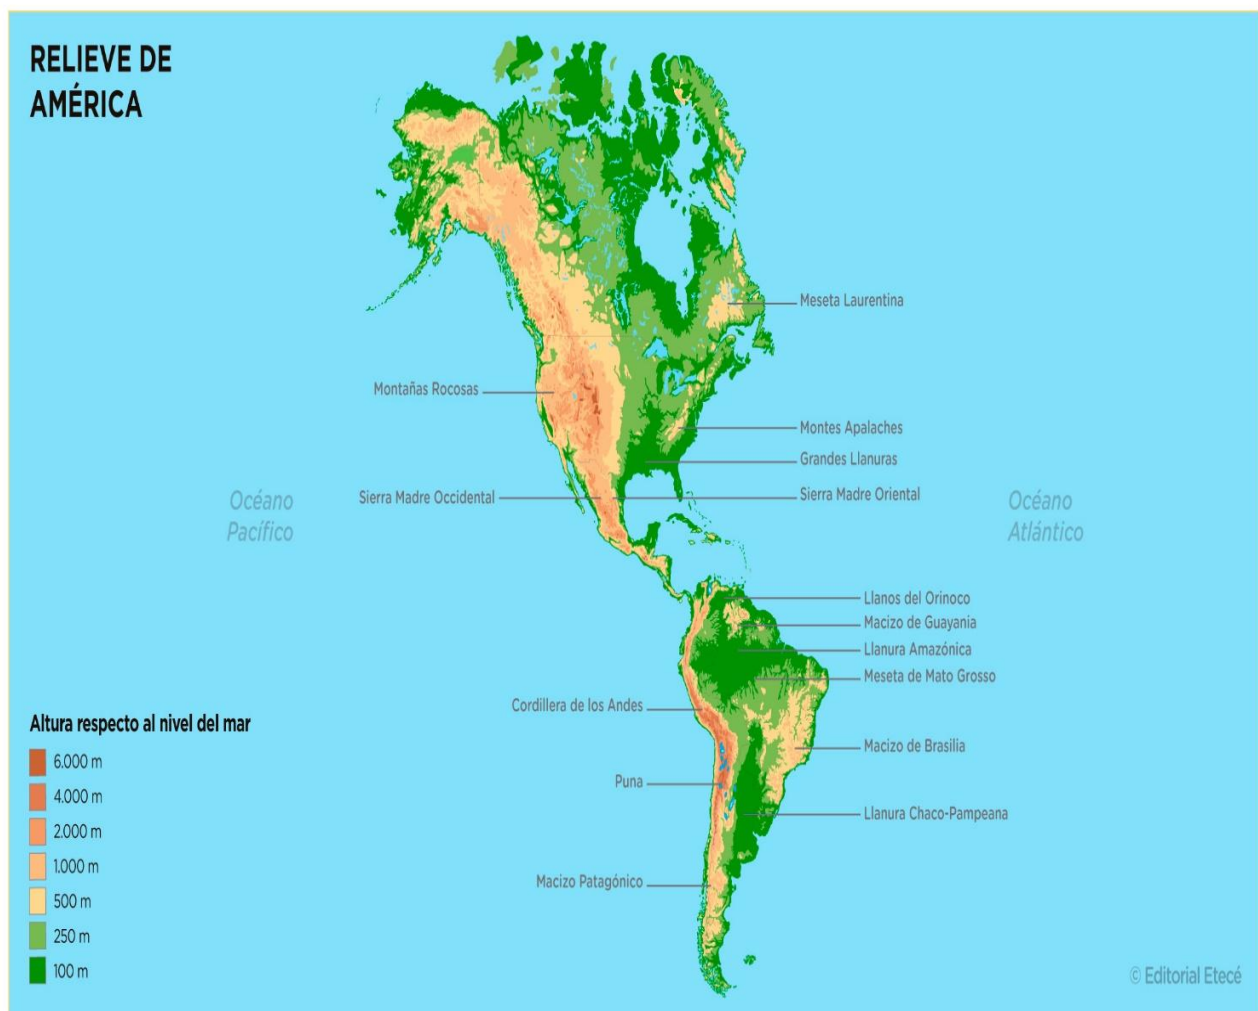 RELIEVE DE
AMÉRICA
Meseta Laurentina
Montañas Rocosas
Montes Apalaches
Grandes Llanuras
Sierra Madre Occidental
Sierra Madre Oriental
Océano
Pacífico
Océano
Atlántico
Llanos del Orinoco
Macizo de Guayania
Llanura Amazónica
Meseta de Mato Grosso
Cordillera de los Andes
Macizo de Brasilia
Puna
Llanura Chaco-Pampeana
Macizo Patagónico
Altura respecto al nivel del mar
6.000 m
4.000 m
2.000 m
1.000 m
500 m
250 m
100 m
© Editorial Etecé